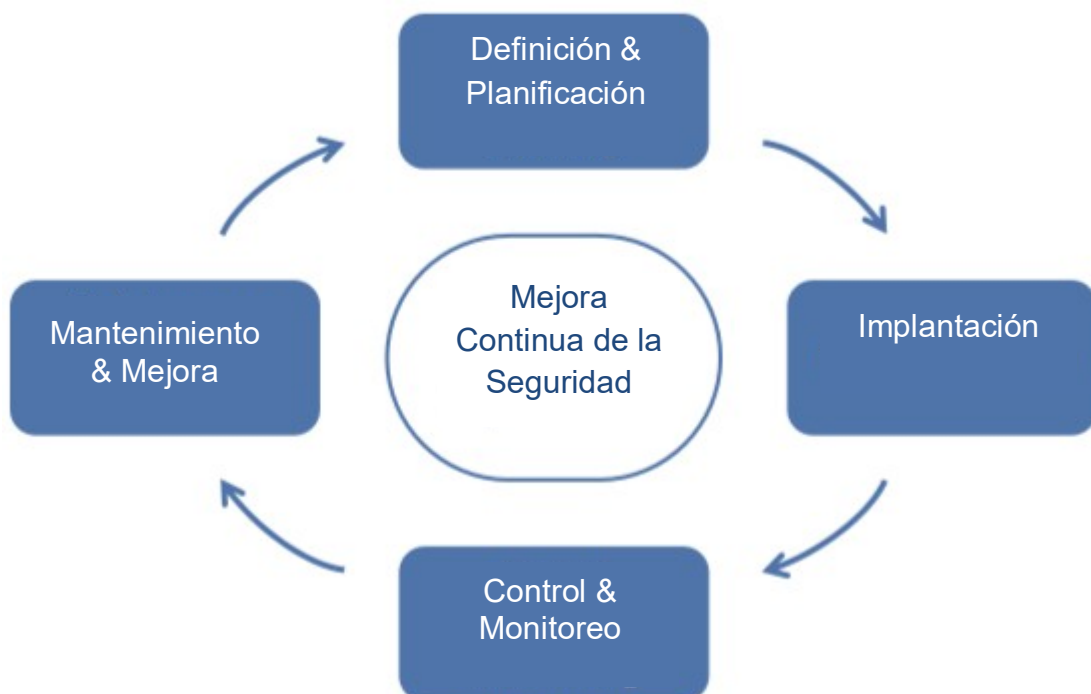 Definición &
Planificación
Mantenimiento
& Mejora
Mejora
Continua de la
Seguridad
Implantación
Control &
Monitoreo